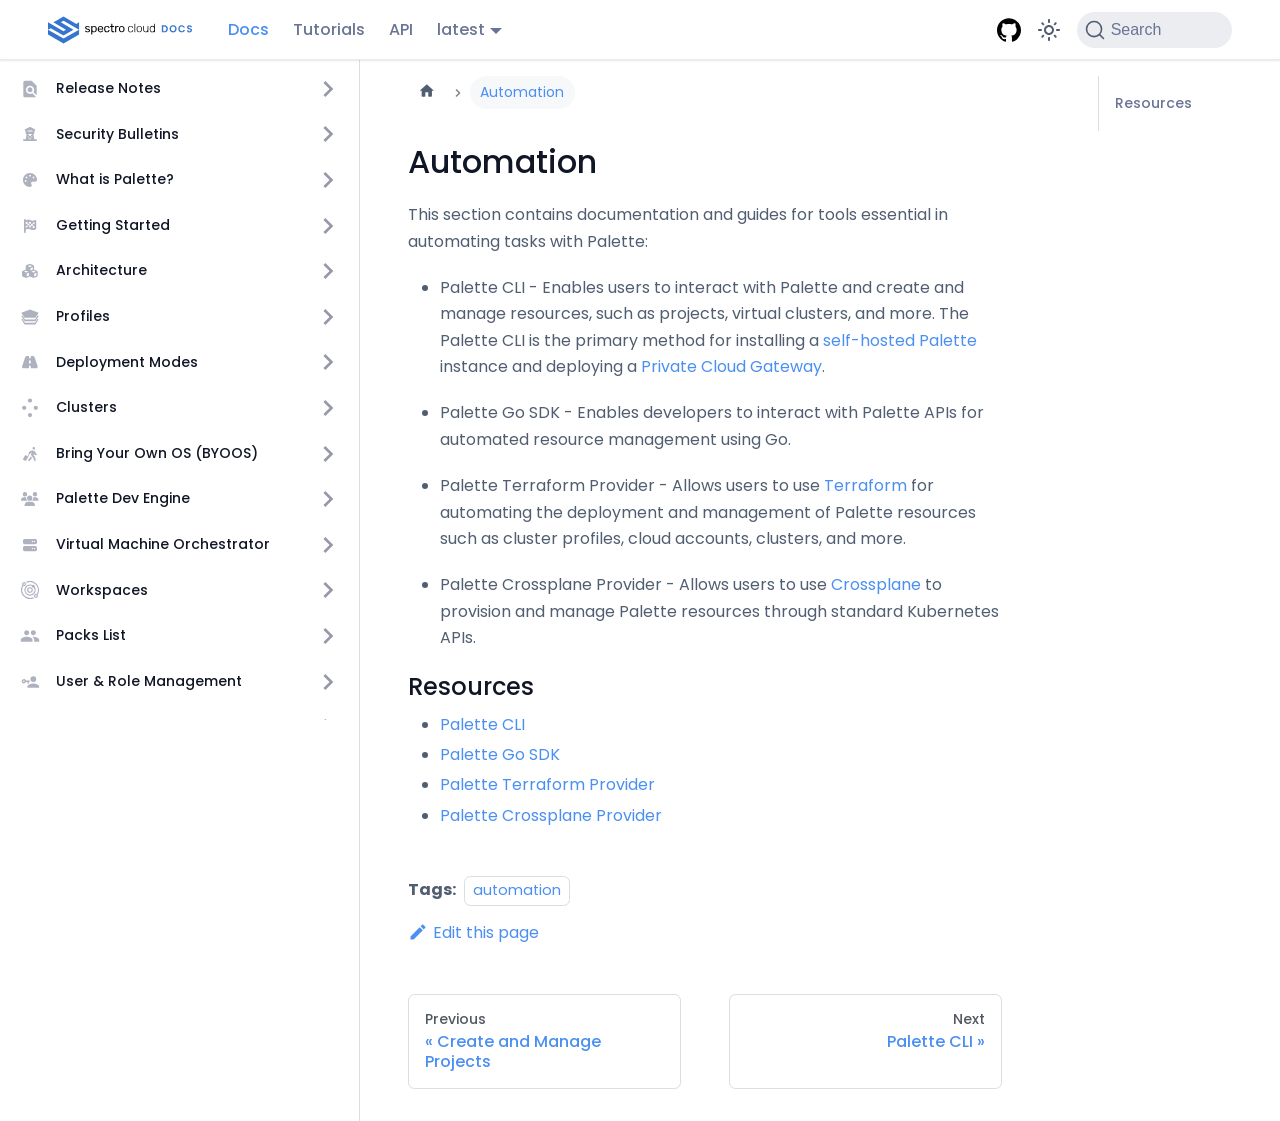 spectro cloud DOCS
Docs
Tutorials
API
latest
Search
Release Notes
Security Bulletins
What is Palette?
Getting Started
Architecture
Profiles
Deployment Modes
Clusters
Bring Your Own OS (BYOOS)
Palette Dev Engine
Virtual Machine Orchestrator
Workspaces
Packs List
User & Role Management
Automation
Automation
This section contains documentation and guides for tools essential in
automating tasks with Palette:
Palette CLI - Enables users to interact with Palette and create and
manage resources, such as projects, virtual clusters, and more. The
Palette CLI is the primary method for installing a self-hosted Palette
instance and deploying a Private Cloud Gateway.
Palette Go SDK - Enables developers to interact with Palette APIs for
automated resource management using Go.
Palette Terraform Provider - Allows users to use Terraform for
automating the deployment and management of Palette resources
such as cluster profiles, cloud accounts, clusters, and more.
Palette Crossplane Provider - Allows users to use Crossplane to
provision and manage Palette resources through standard Kubernetes
APIs.
Resources
Palette CLI
Palette Go SDK
Palette Terraform Provider
Palette Crossplane Provider
Tags: automation
Edit this page
Previous
« Create and Manage
Projects
Next
Palette CLI »
Resources